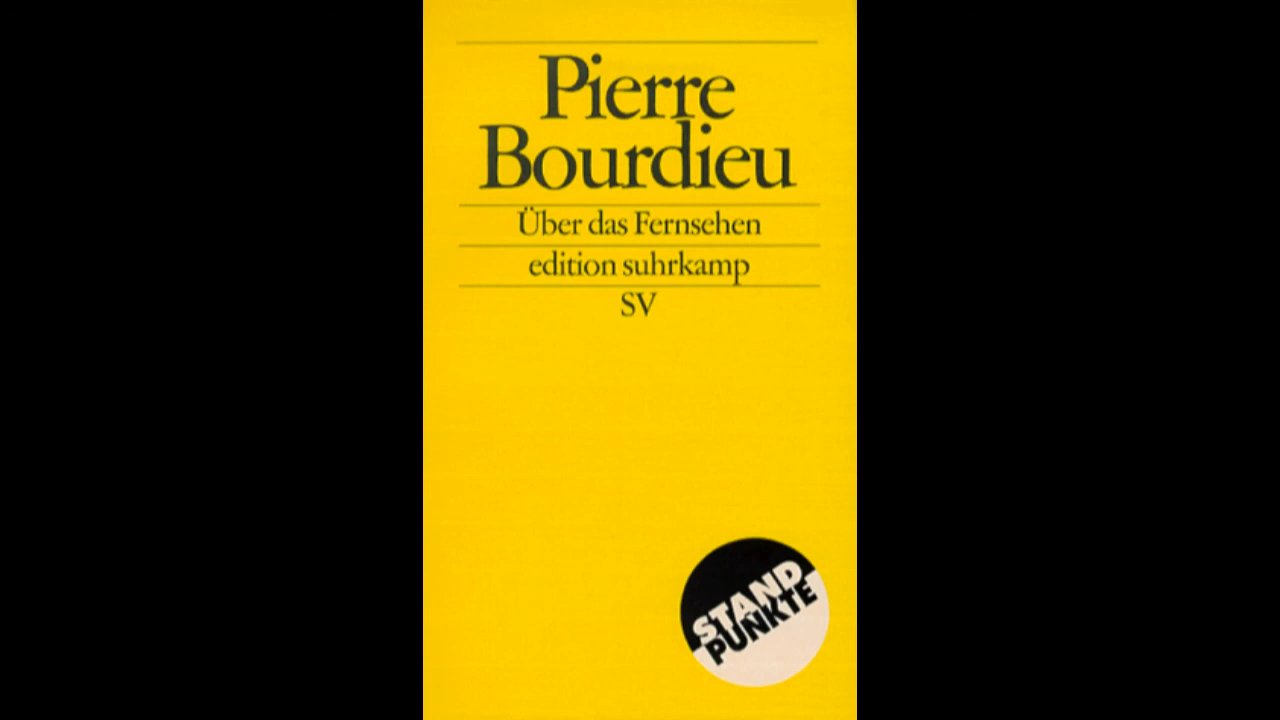 Pierre
Bourdieu
Über das Fernsehen
edition suhrkamp
SV
STAND
PUNKTE